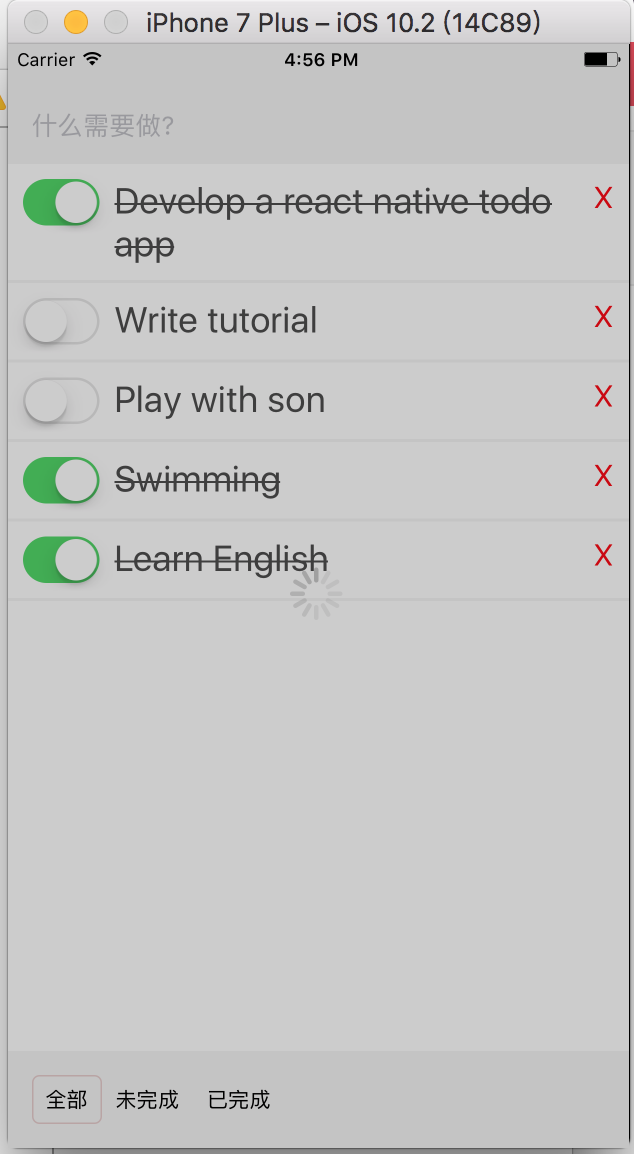 iPhone 7 Plus – iOS 10.2 (14C89)
Carrier 4:56 PM
什么需要做?
Develop a react native todo
app
X
Write tutorial X
Play with son X
Swimming X
Learn English X
全部 未完成 已完成